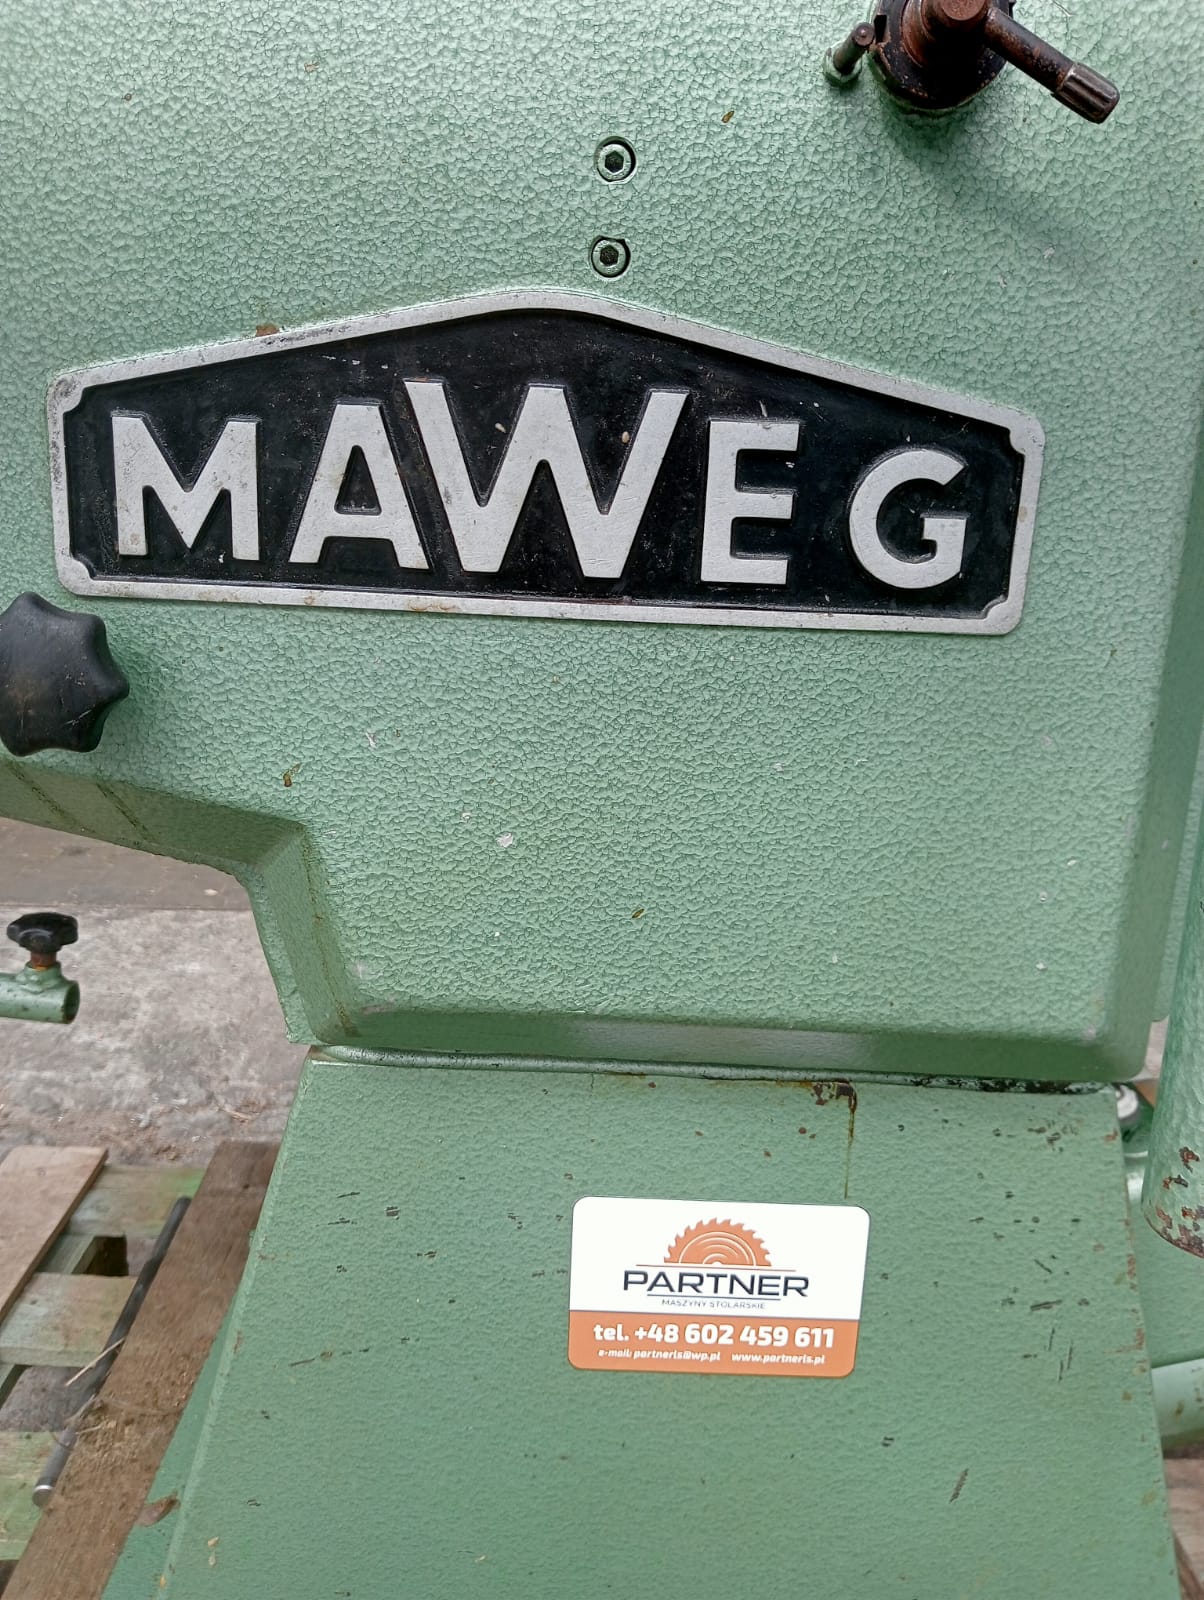 MAWEG
PARTNER
MASZYNY STOLARSKIE
tel. +48 602 459 611
e-mail: partnerls@wp.pl www.partnerls.pl